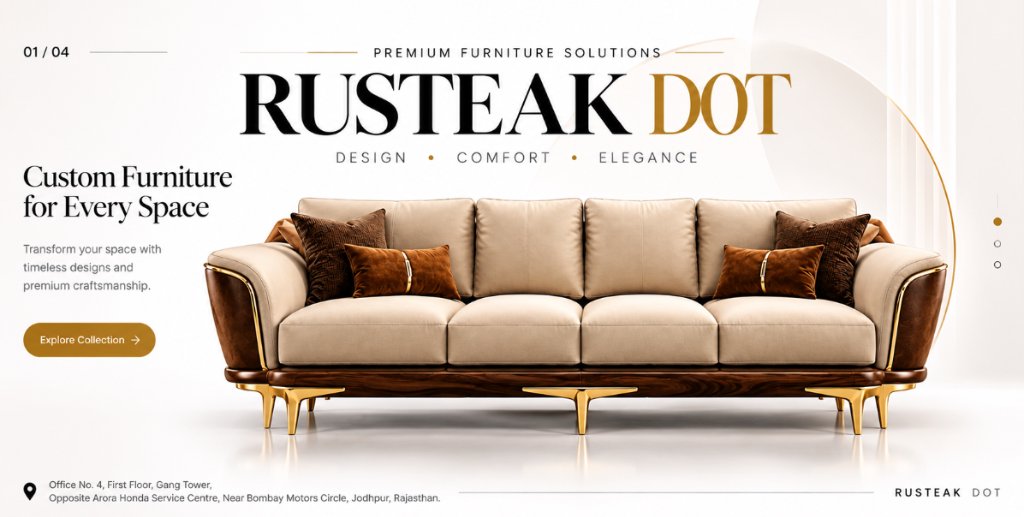 01 / 04
PREMIUM FURNITURE SOLUTIONS
RUSTEAK DOT
DESIGN • COMFORT • ELEGANCE
Custom Furniture
for Every Space
Transform your space with
timeless designs and
premium craftsmanship.
Explore Collection →
Office No. 4, First Floor, Gang Tower,
Opposite Arora Honda Service Centre, Near Bombay Motors Circle, Jodhpur, Rajasthan.
RUSTEAK DOT